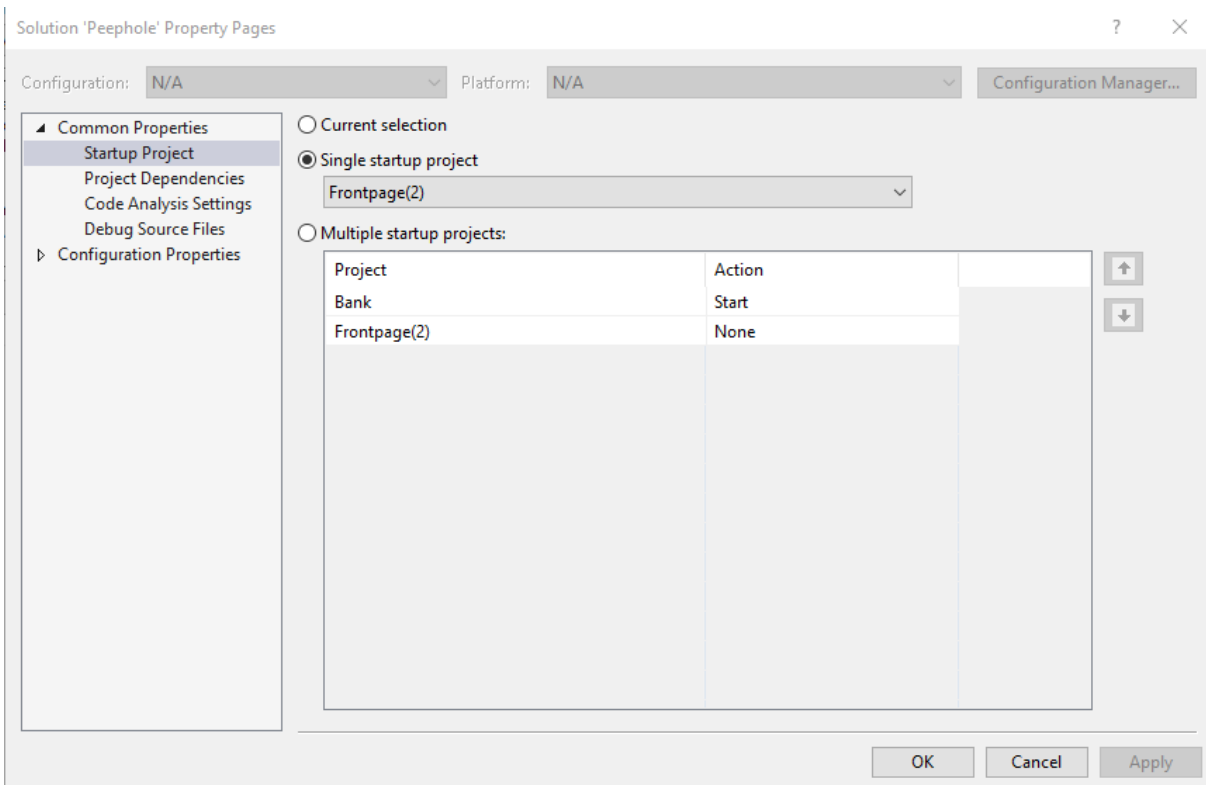 Solution 'Peephole' Property Pages
?
Configuration: N/A Platform: N/A Configuration Manager...
Common Properties
Startup Project
Project Dependencies
Code Analysis Settings
Debug Source Files
Configuration Properties
Current selection
Single startup project
Frontpage(2)
Multiple startup projects:
Project Action
Bank Start
Frontpage(2) None
OK Cancel Apply